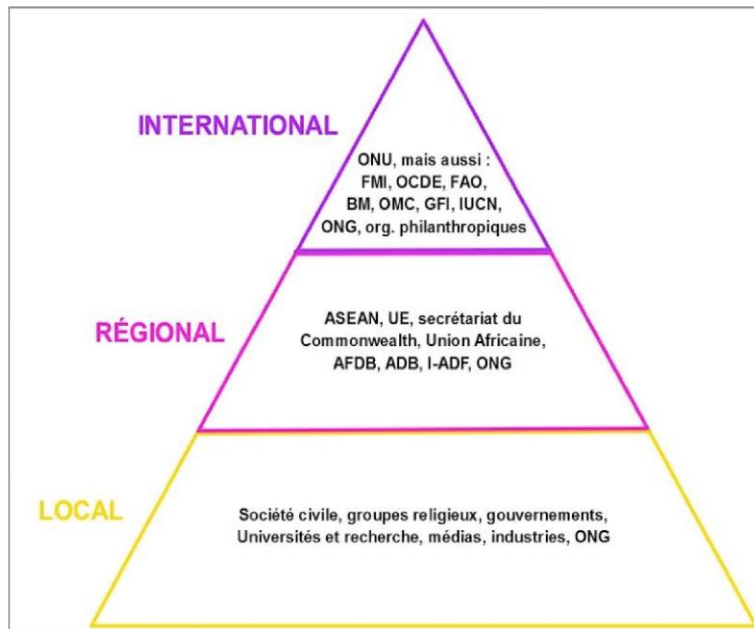 INTERNATIONAL
ONU, mais aussi :
FMI, OCDE, FAO,
BM, OMC, GFI, IUCN,
ONG, org. philanthropiques
RÉGIONAL
ASEAN, UE, secrétariat du
Commonwealth, Union Africaine,
AFDB, ADB, I-ADF, ONG
LOCAL
Société civile, groupes religieux, gouvernements,
Universités et recherche, médias, industries, ONG